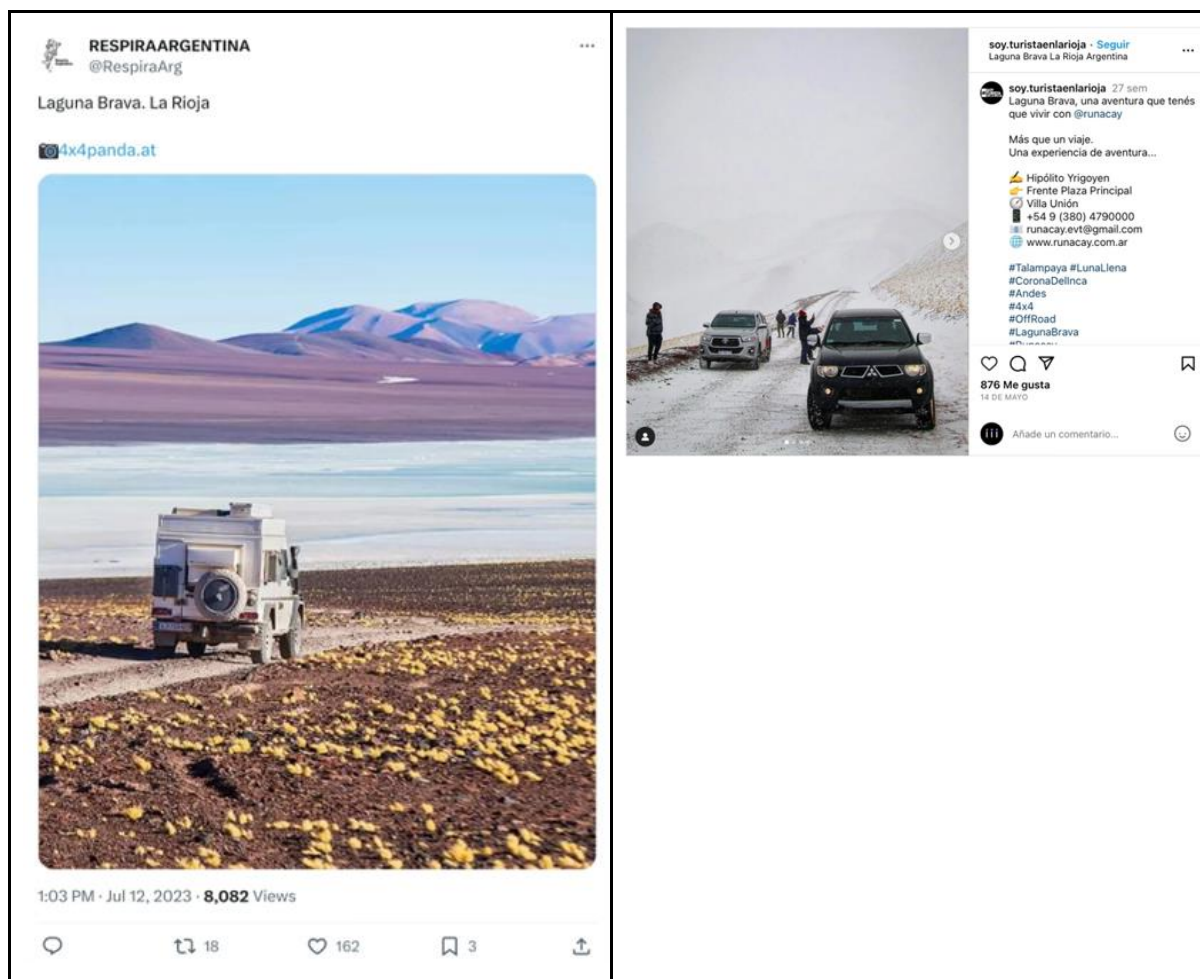 RESPIRAARGENTINA
@RespiraArg
Laguna Brava. La Rioja
📷4x4panda.at
1:03 PM · Jul 12, 2023 · 8,082 Views
18
162
3
soy.turistaenlarioja · Seguir
Laguna Brava La Rioja Argentina
soy.turistaenlarioja 27 sem
Laguna Brava, una aventura que tenés
que vivir con @runacay
Más que un viaje.
Una experiencia de aventura...
✍️ Hipólito Yrigoyen
👉 Frente Plaza Principal
🧭 Villa Unión
📱 +54 9 (380) 4790000
📧 runacay.evt@gmail.com
🌐 www.runacay.com.ar
#Talampaya #LunaLlena
#CoronaDelInca
#Andes
#4x4
#OffRoad
#LagunaBrava
876 Me gusta
14 DE MAYO
Añade un comentario...